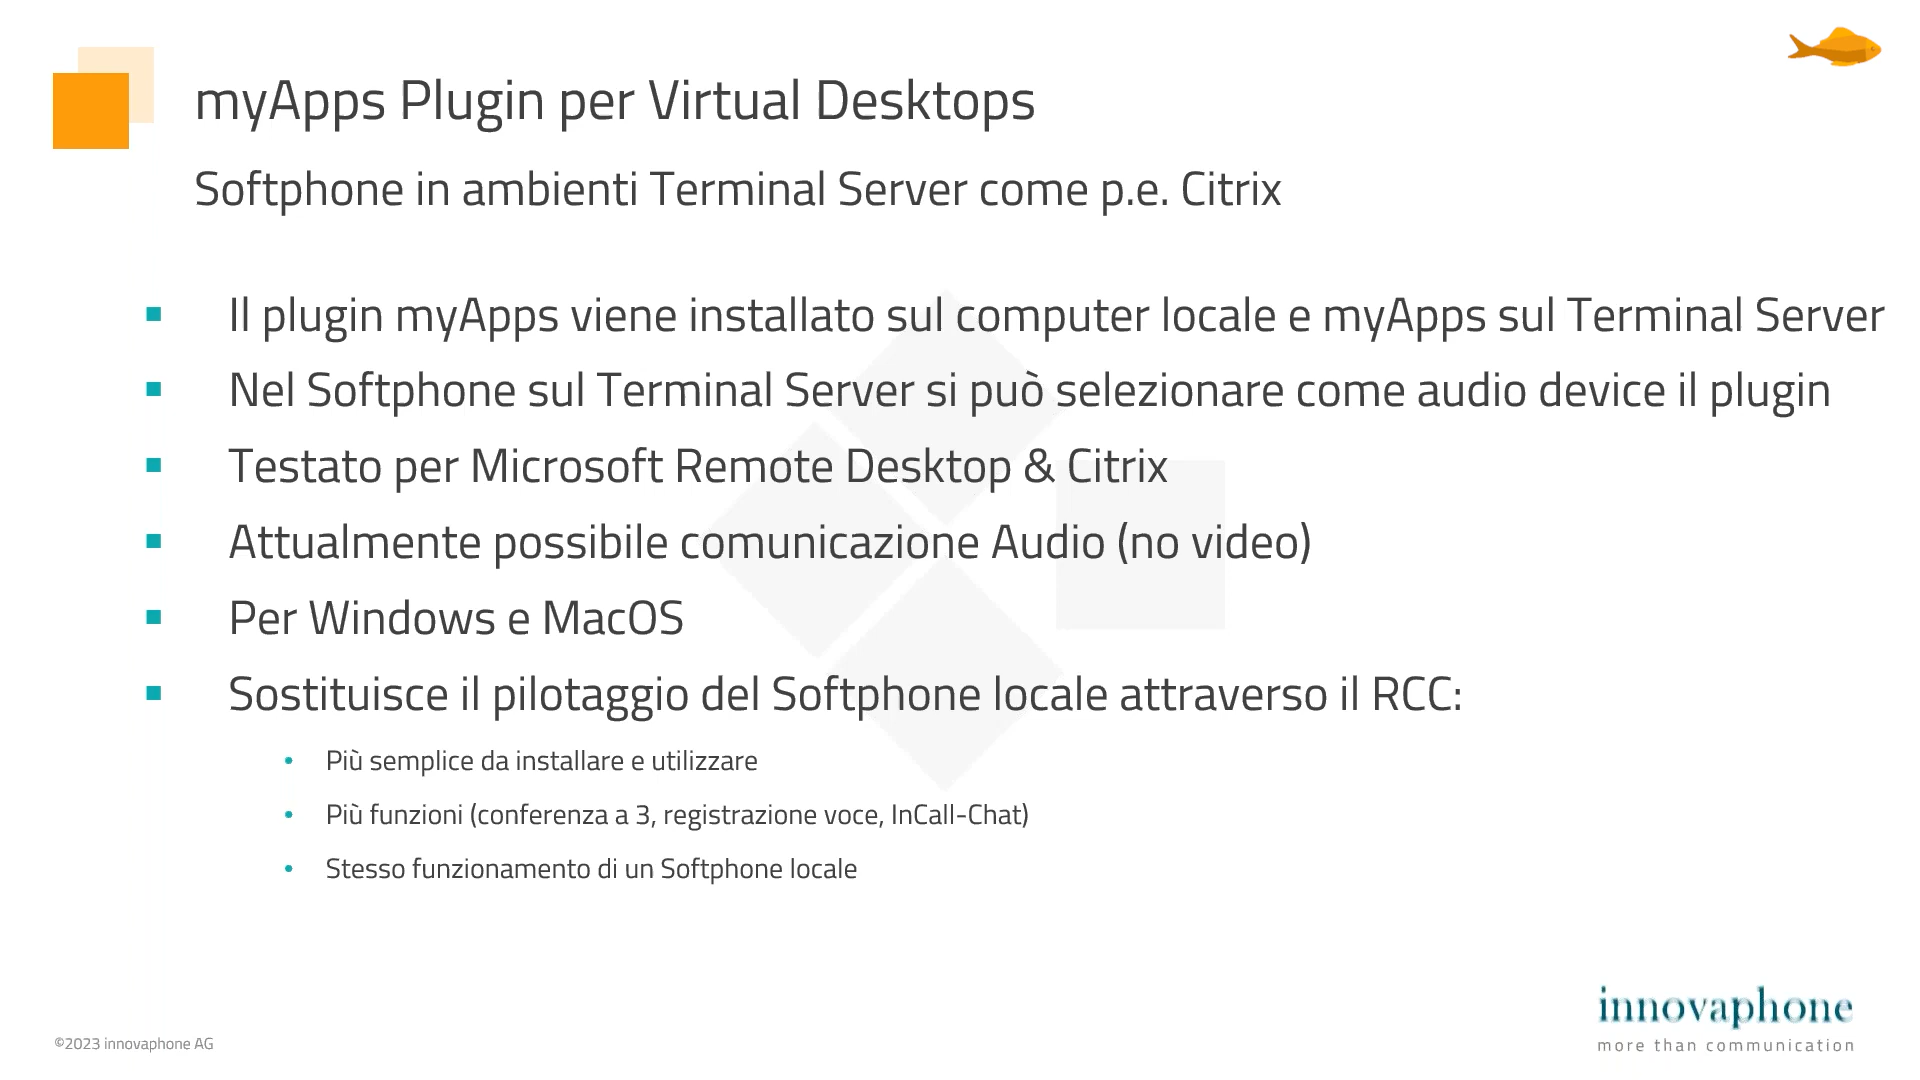 myApps Plugin per Virtual Desktops
Softphone in ambienti Terminal Server come p.e. Citrix
Il plugin myApps viene installato sul computer locale e myApps sul Terminal Server
Nel Softphone sul Terminal Server si può selezionare come audio device il plugin
Testato per Microsoft Remote Desktop & Citrix
Attualmente possibile comunicazione Audio (no video)
Per Windows e MacOS
Sostituisce il pilotaggio del Softphone locale attraverso il RCC:
Più semplice da installare e utilizzare
Più funzioni (conferenza a 3, registrazione voce, InCall-Chat)
Stesso funzionamento di un Softphone locale
innovaphone
more than communication
©2023 innovaphone AG